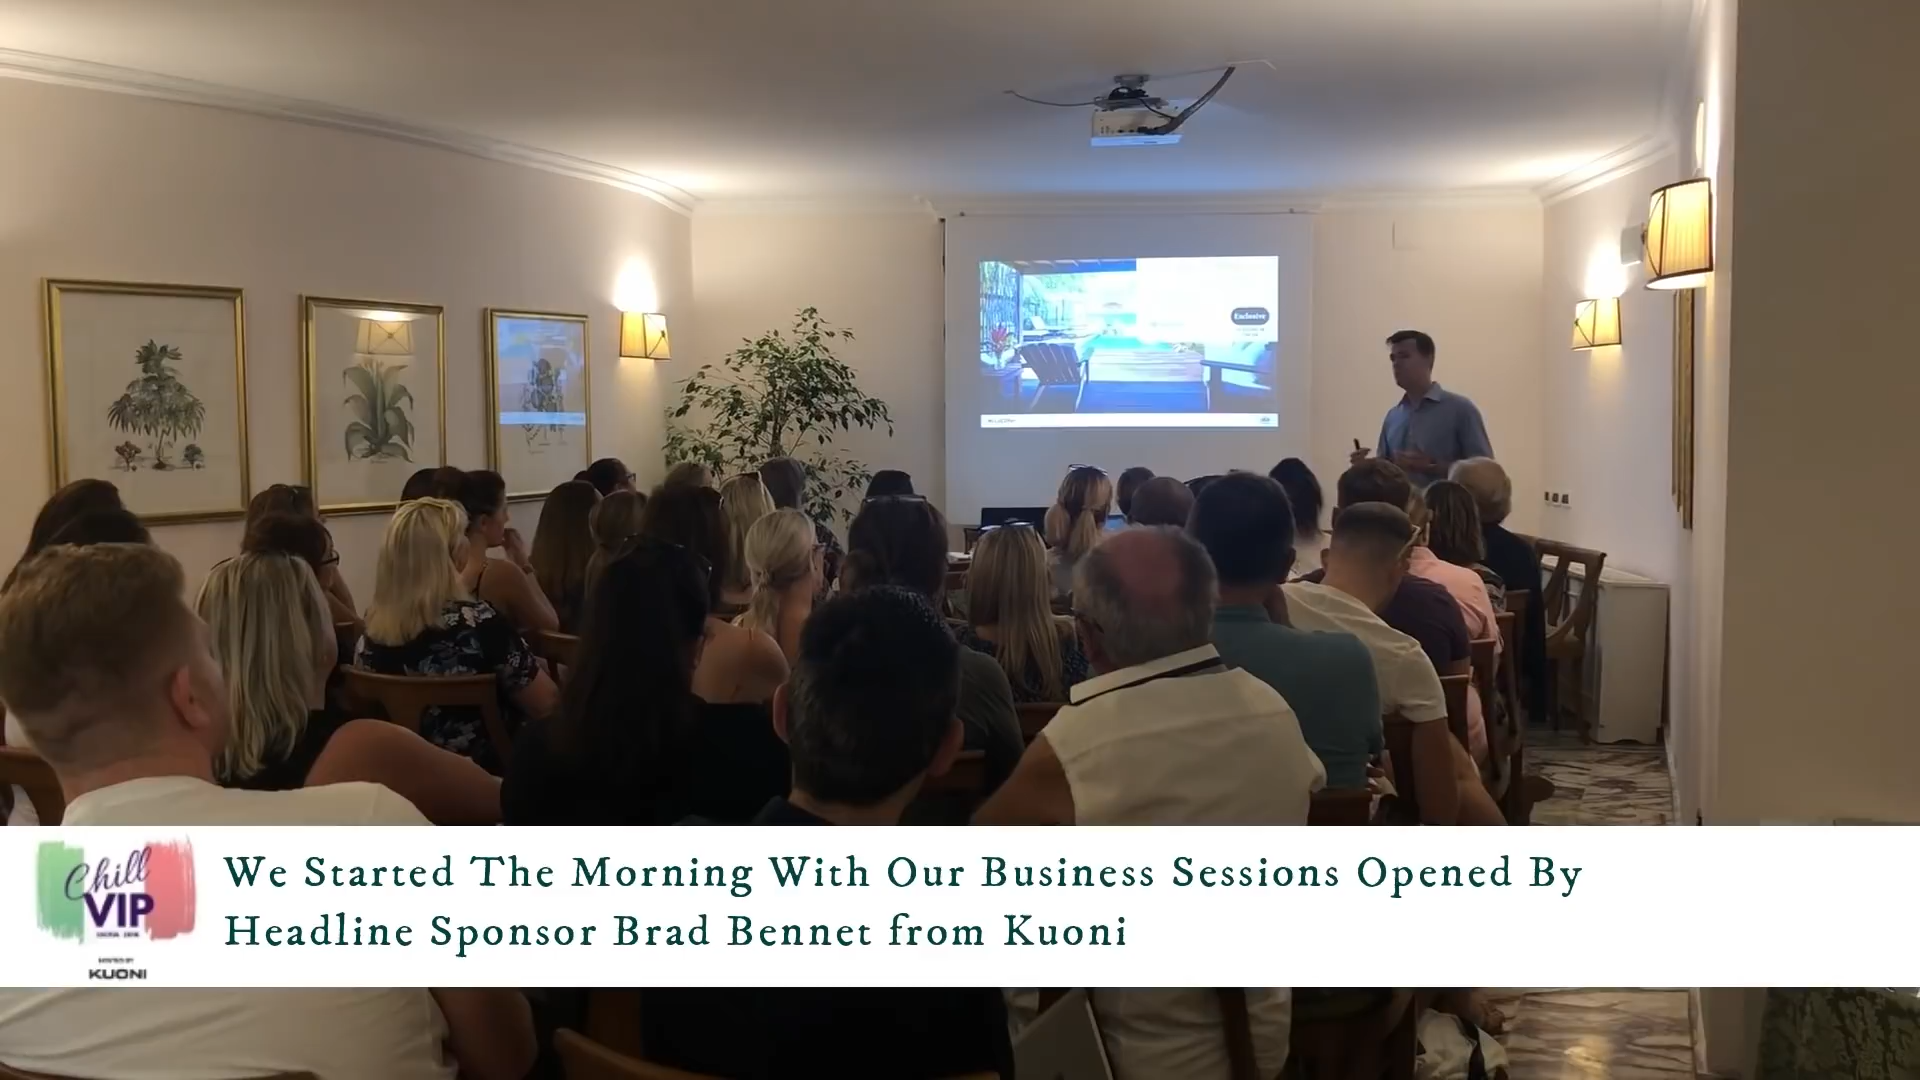 Exclusive
We Started The Morning With Our Business Sessions Opened By
Headline Sponsor Brad Bennet from Kuoni
Chill
VIP
KUONI